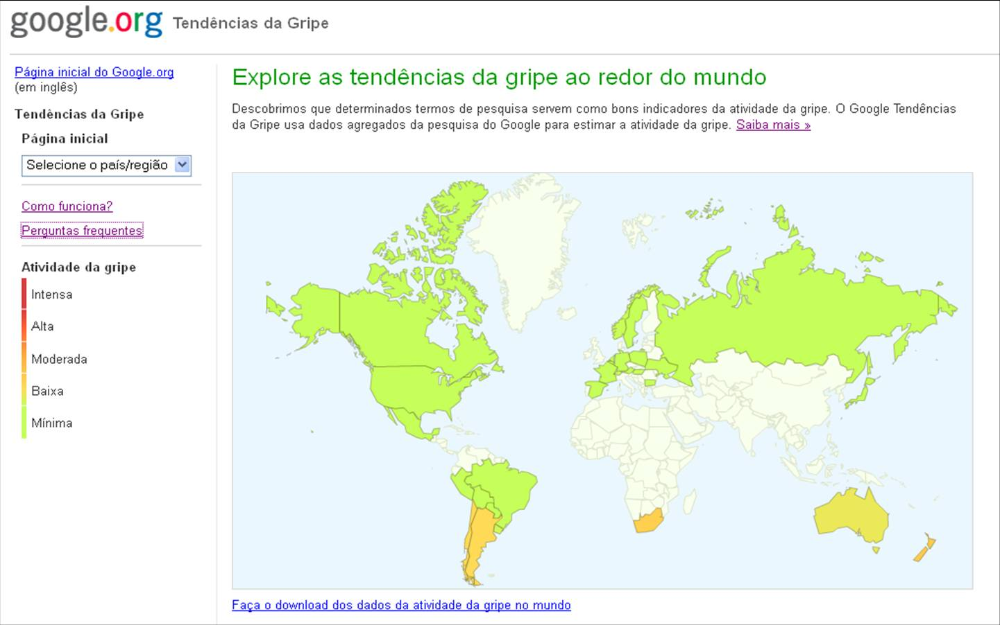 google.org Tendências da Gripe
Página inicial do Google.org
(em inglês)
Tendências da Gripe
Página inicial
Selecione o país/região
Como funciona?
Perguntas frequentes
Atividade da gripe
Intensa
Alta
Moderada
Baixa
Mínima
Explore as tendências da gripe ao redor do mundo
Descobrimos que determinados termos de pesquisa servem como bons indicadores da atividade da gripe. O Google Tendências
da Gripe usa dados agregados da pesquisa do Google para estimar a atividade da gripe. Saiba mais »
Faça o download dos dados da atividade da gripe no mundo